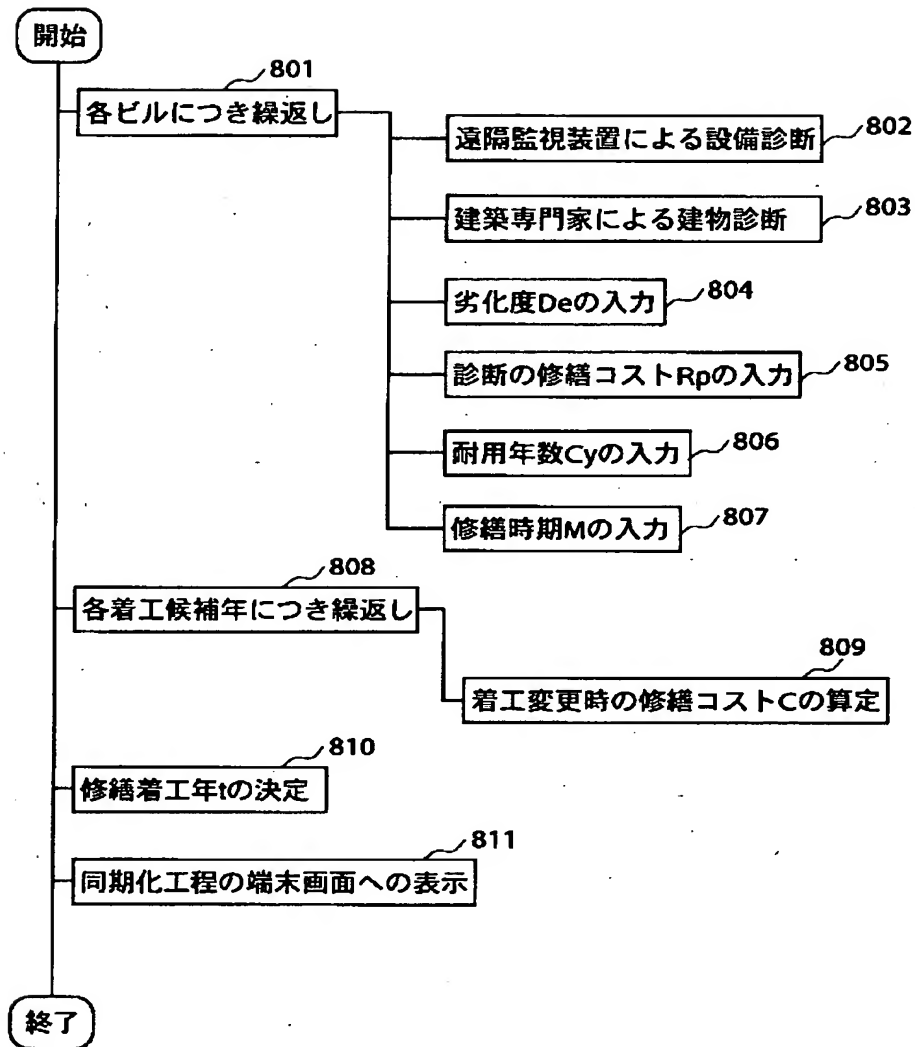 開始
801
各ビルにつき繰返し
遠隔監視装置による設備診断
802
建築専門家による建物診断
803
劣化度Deの入力
804
診断の修繕コストRpの入力
805
耐用年数Cyの入力
806
修繕時期Mの入力
807
808
各着工候補年につき繰返し
809
着工変更時の修繕コストCの算定
810
修繕着工年tの決定
811
同期化工程の端末画面への表示
終了